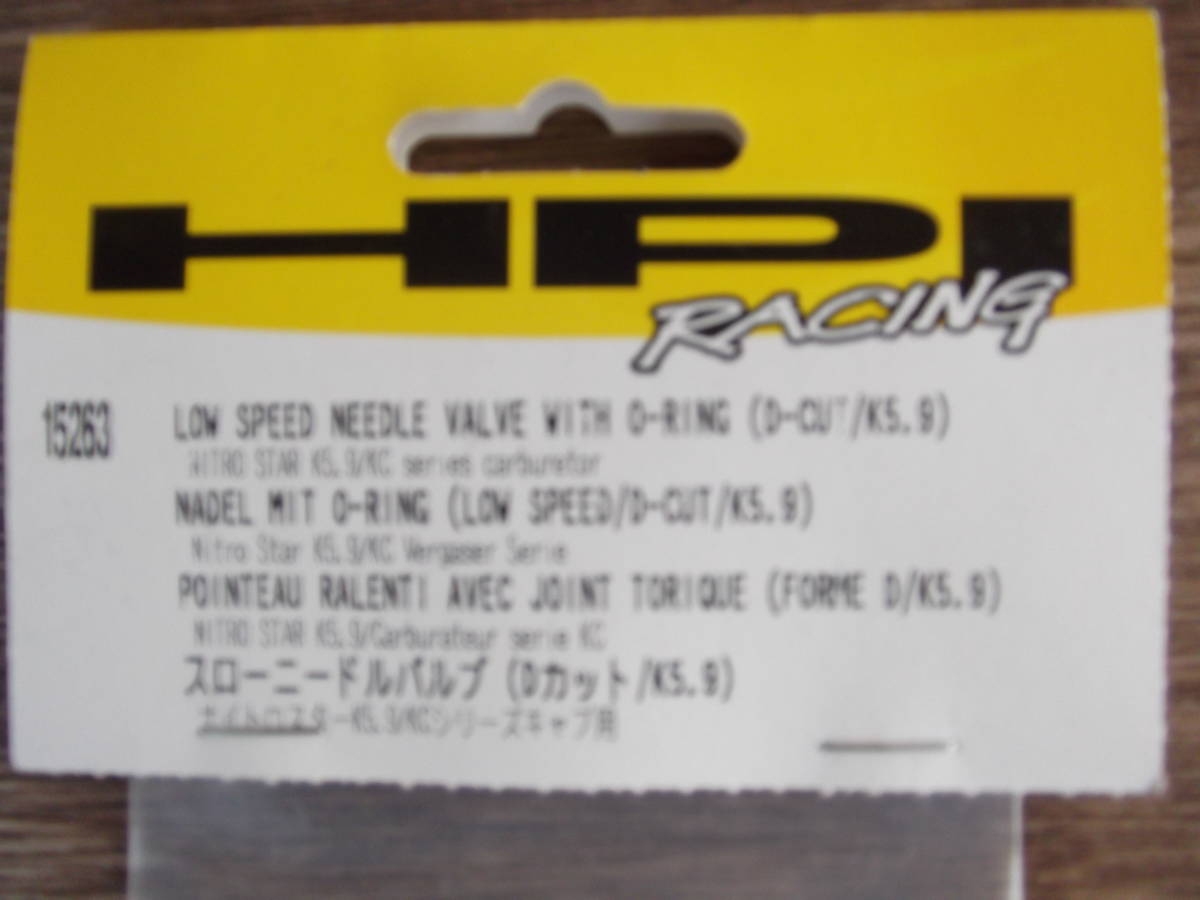 HPI
RACING
15263 LOW SPEED NEEDLE VALVE WITH O-RING (D-CUT/K5.9)
NITRO STAR K5.9/KC series carburetor
NADEL MIT O-RING (LOW SPEED/D-CUT/K5.9)
Nitro Star K5.9/KC Vergaser Serie
POINTEAU RALENTI AVEC JOINT TORIQUE (FORME D/K5.9)
NITRO STAR K5.9/Carburateur serie KC
スローニードルバルブ (Dカット/K5.9)
ナイトロスター K5.9/KCシリーズキャブ用